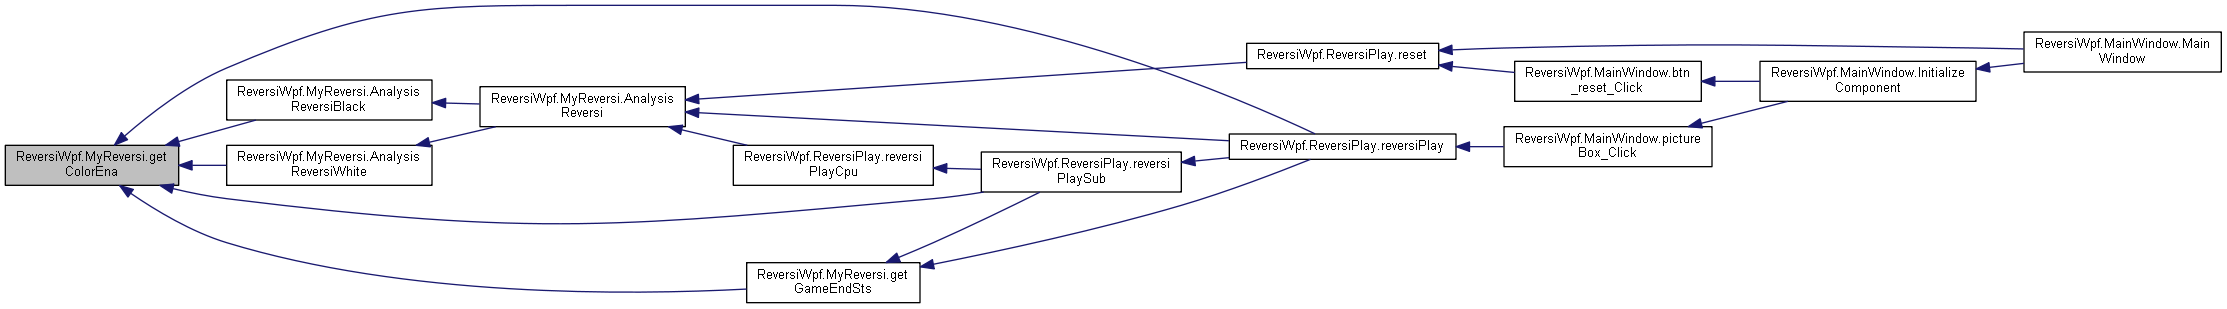 ReversiWpf.MyReversi.get
ColorEna
ReversiWpf.MyReversi.Analysis
ReversiBlack
ReversiWpf.MyReversi.Analysis
ReversiWhite
ReversiWpf.MyReversi.Analysis
Reversi
ReversiWpf.ReversiPlay.reversi
PlayCpu
ReversiWpf.MyReversi.get
GameEndSts
ReversiWpf.ReversiPlay.reversi
PlaySub
ReversiWpf.ReversiPlay.reset
ReversiWpf.ReversiPlay.reversiPlay
ReversiWpf.MainWindow.btn
_reset_Click
ReversiWpf.MainWindow.picture
Box_Click
ReversiWpf.MainWindow.Initialize
Component
ReversiWpf.MainWindow.Main
Window